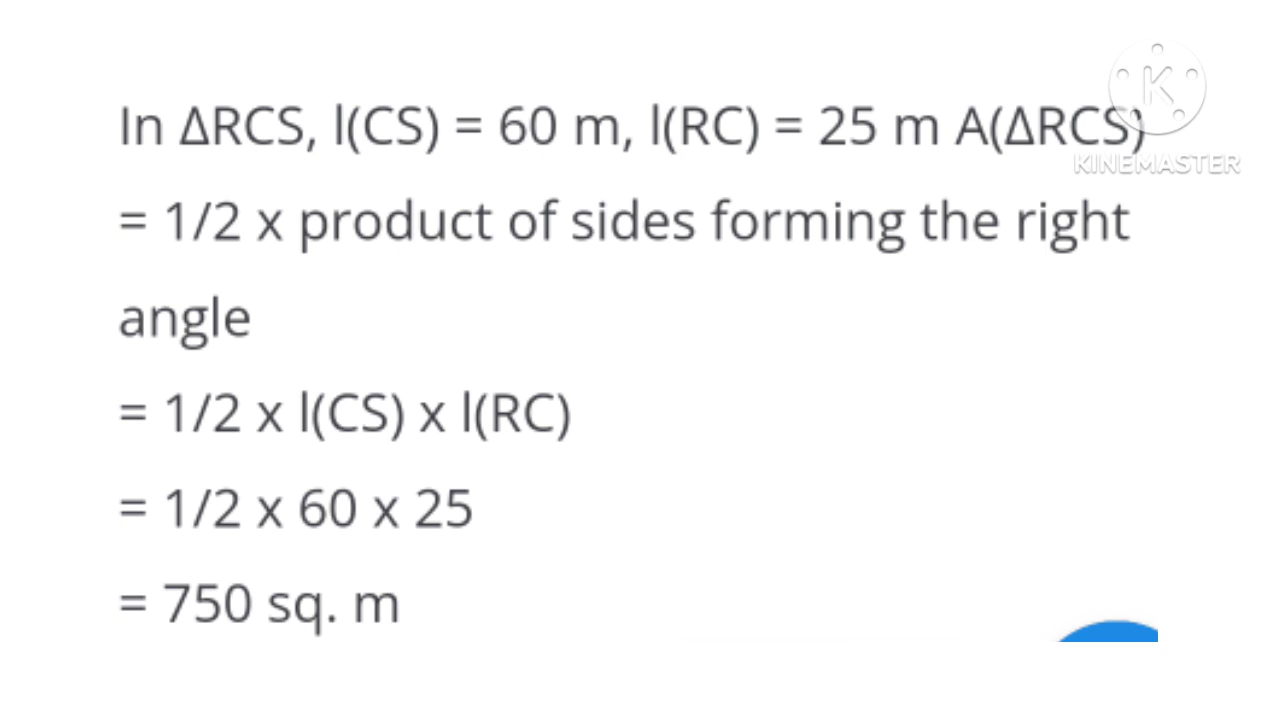 In ΔRCS, l(CS) = 60 m, l(RC) = 25 m A(ΔRCS)
KINEMASTER
= 1/2 x product of sides forming the right
angle
= 1/2 x l(CS) x l(RC)
= 1/2 x 60 x 25
= 750 sq. m